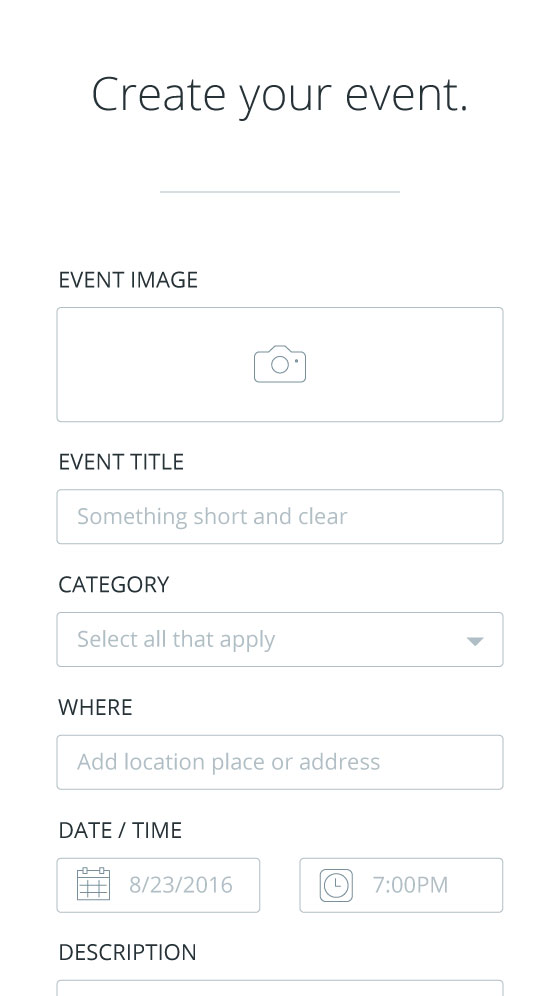 Create your event.
EVENT IMAGE
EVENT TITLE
Something short and clear
CATEGORY
Select all that apply
WHERE
Add location place or address
DATE / TIME
8/23/2016 7:00PM
DESCRIPTION